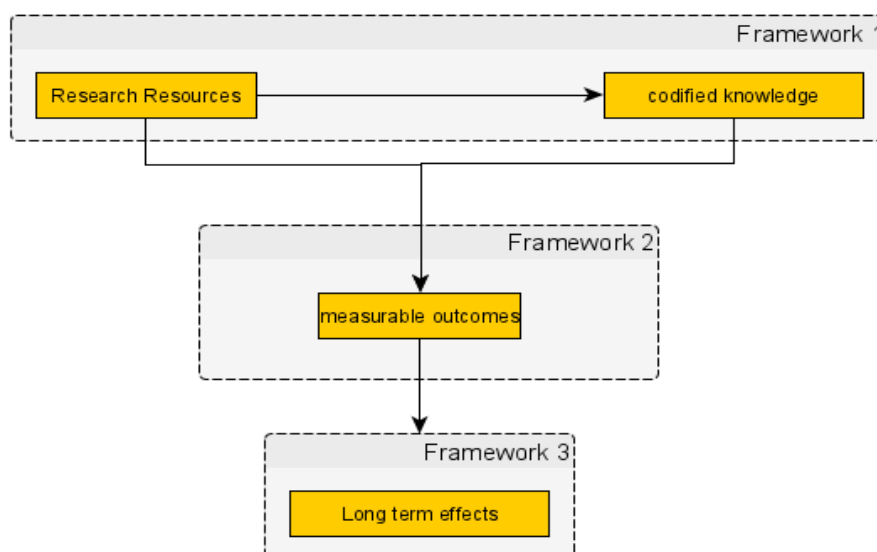 Framework 1
Research Resources
codified knowledge
Framework 2
measurable outcomes
Framework 3
Long term effects